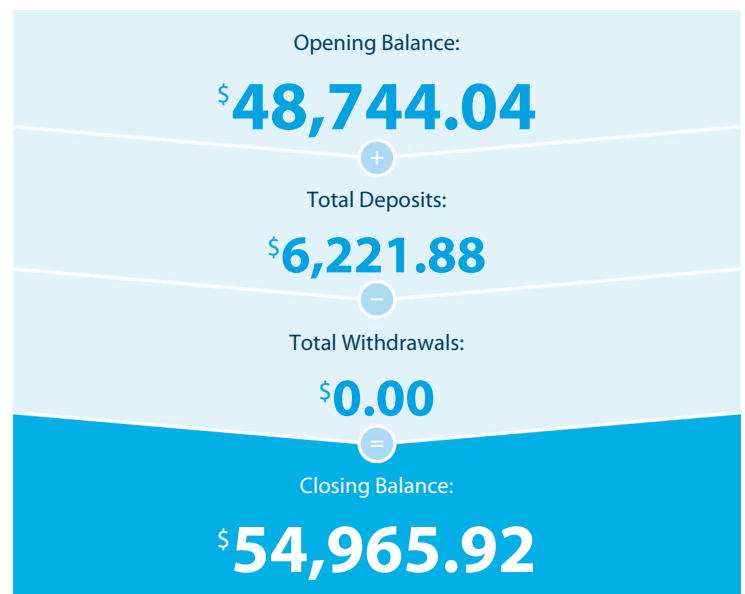 Opening Balance:
$48,744.04
+
Total Deposits:
$6,221.88
−
Total Withdrawals:
$0.00
=
Closing Balance:
$54,965.92